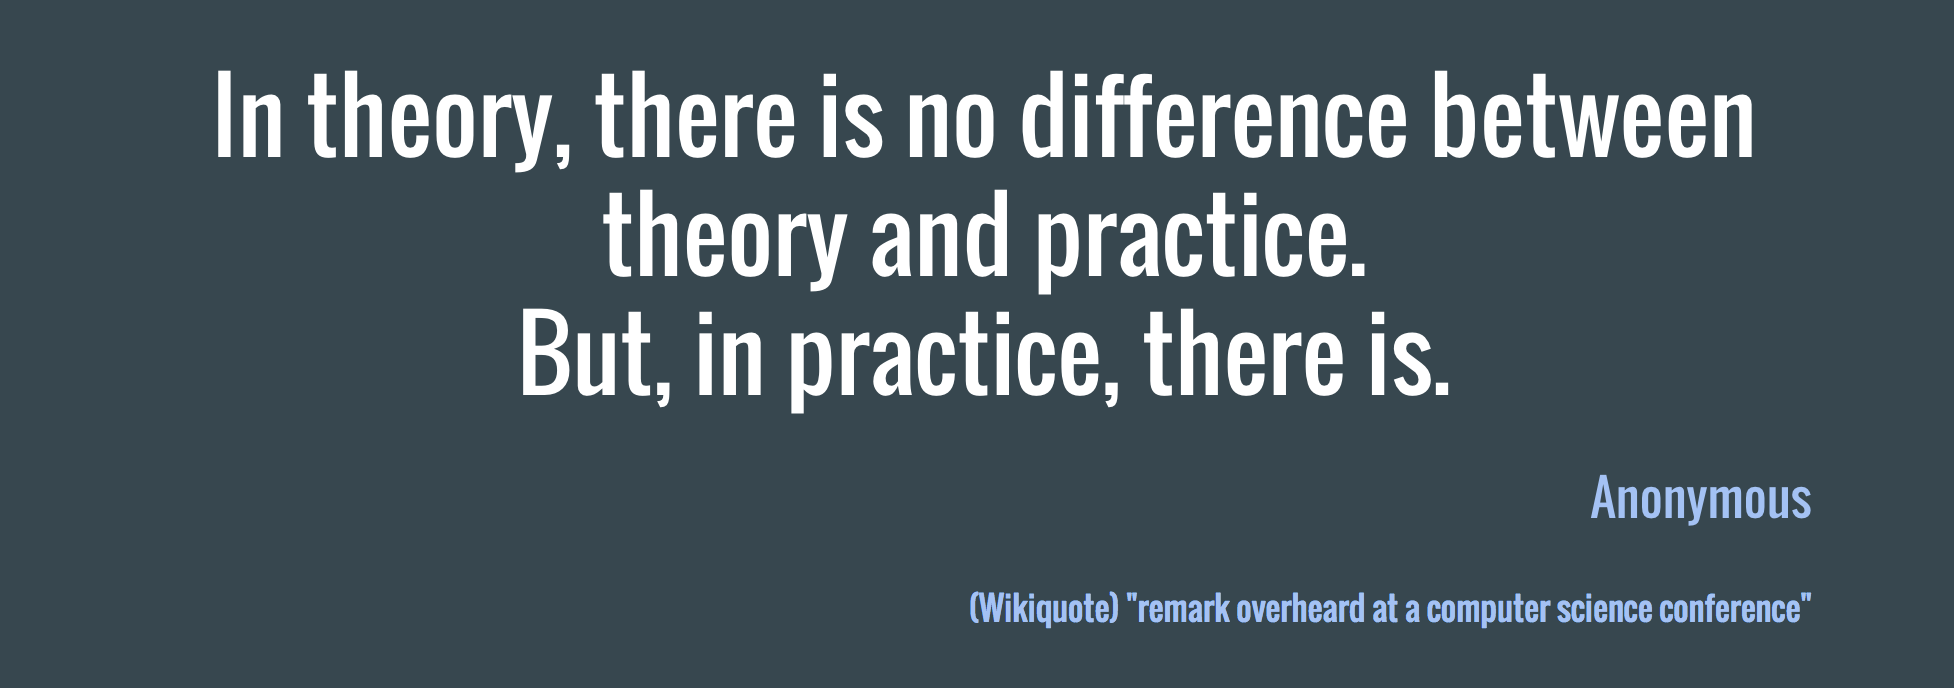 In theory, there is no difference between
theory and practice.
But, in practice, there is.
Anonymous
(Wikiquote) "remark overheard at a computer science conference"